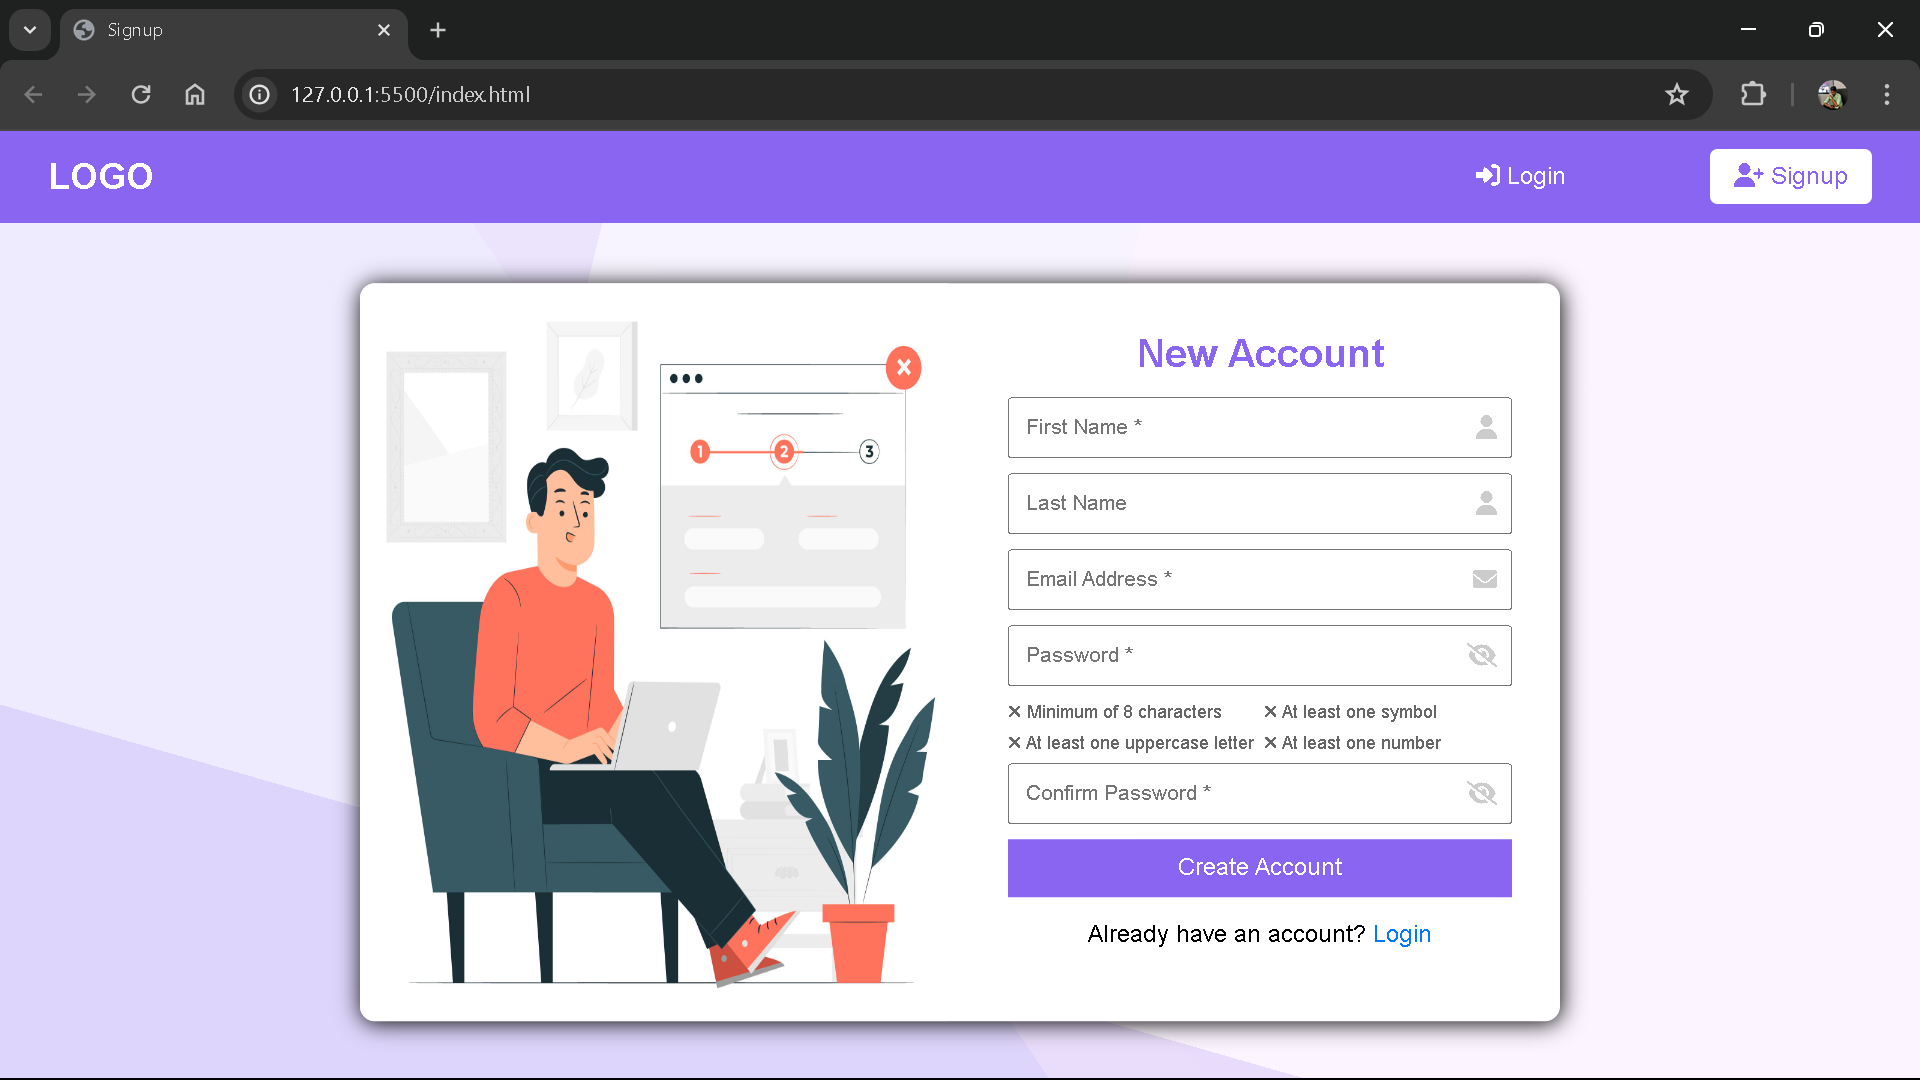 Signup
127.0.0.1:5500/index.html
LOGO
Login
Signup
1 2 3
New Account
First Name *
Last Name
Email Address *
Password *
Minimum of 8 characters At least one symbol
At least one uppercase letter At least one number
Confirm Password *
Create Account
Already have an account? Login